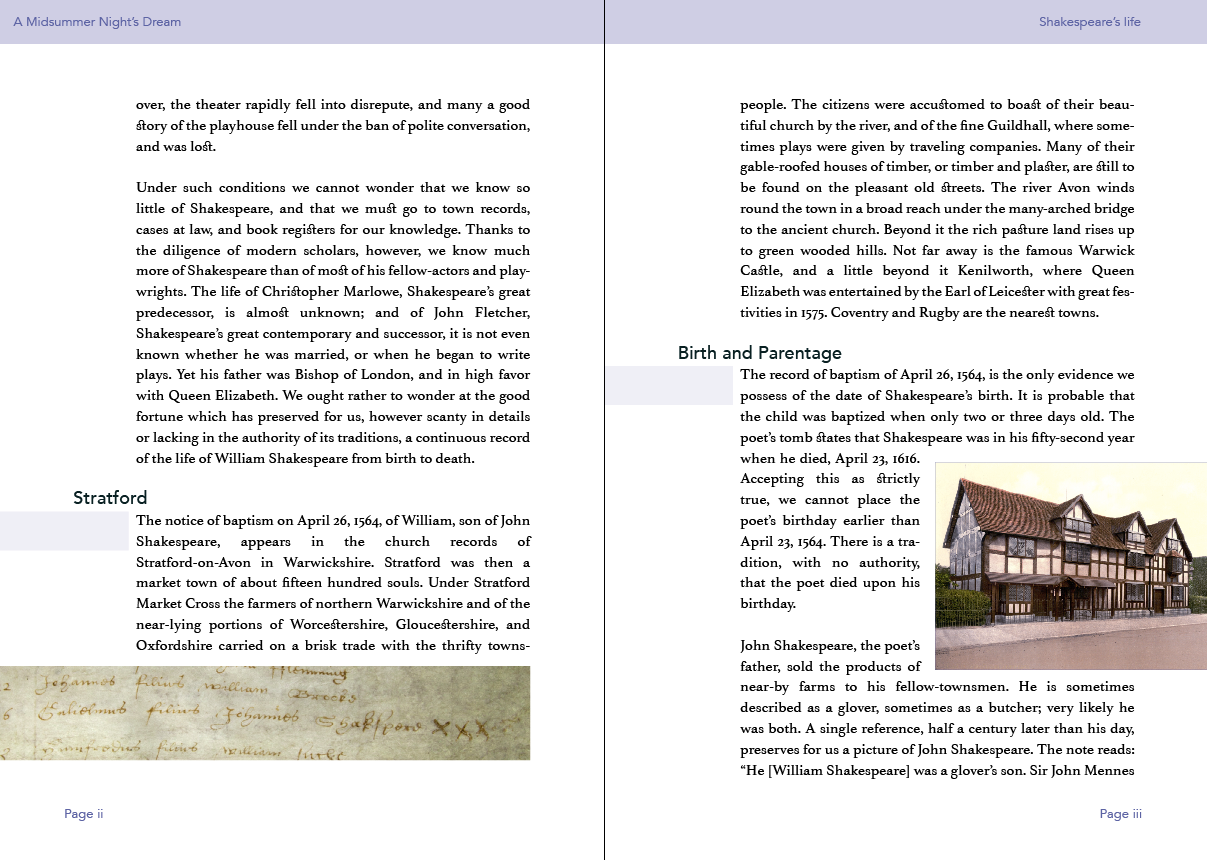 A Midsummer Night's Dream
over, the theater rapidly fell into disrepute, and many a good
story of the playhouse fell under the ban of polite conversation,
and was lost.
Under such conditions we cannot wonder that we know so
little of Shakespeare, and that we must go to town records,
cases at law, and book registers for our knowledge. Thanks to
the diligence of modern scholars, however, we know much
more of Shakespeare than of most of his fellow-actors and play-
wrights. The life of Christopher Marlowe, Shakespeare's great
predecessor, is almost unknown; and of John Fletcher,
Shakespeare's great contemporary and successor, it is not even
known whether he was married, or when he began to write
plays. Yet his father was Bishop of London, and in high favor
with Queen Elizabeth. We ought rather to wonder at the good
fortune which has preserved for us, however scanty in details
or lacking in the authority of its traditions, a continuous record
of the life of William Shakespeare from birth to death.
Stratford
The notice of baptism on April 26, 1564, of William, son of John
Shakespeare, appears in the church records of
Stratford-on-Avon in Warwickshire. Stratford was then a
market town of about fifteen hundred souls. Under Stratford
Market Cross the farmers of northern Warwickshire and of the
near-lying portions of Worcestershire, Gloucestershire, and
Oxfordshire carried on a brisk trade with the thrifty towns-
2 Johannes filius william Brooks
6 Gulielmus filius Johannes Shakspere XXX
filius william
Page ii
Shakespeare's life
people. The citizens were accustomed to boast of their beau-
tiful church by the river, and of the fine Guildhall, where some-
times plays were given by traveling companies. Many of their
gable-roofed houses of timber, or timber and plaster, are still to
be found on the pleasant old streets. The river Avon winds
round the town in a broad reach under the many-arched bridge
to the ancient church. Beyond it the rich pasture land rises up
to green wooded hills. Not far away is the famous Warwick
Castle, and a little beyond it Kenilworth, where Queen
Elizabeth was entertained by the Earl of Leicester with great fes-
tivities in 1575. Coventry and Rugby are the nearest towns.
Birth and Parentage
The record of baptism of April 26, 1564, is the only evidence we
possess of the date of Shakespeare's birth. It is probable that
the child was baptized when only two or three days old. The
poet's tomb states that Shakespeare was in his fifty-second year
when he died, April 23, 1616.
Accepting this as strictly
true, we cannot place the
poet's birthday earlier than
April 23, 1564. There is a tra-
dition, with no authority,
that the poet died upon his
birthday.
John Shakespeare, the poet's
father, sold the products of
near-by farms to his fellow-townsmen. He is sometimes
described as a glover, sometimes as a butcher; very likely he
was both. A single reference, half a century later than his day,
preserves for us a picture of John Shakespeare. The note reads:
"He [William Shakespeare] was a glover's son. Sir John Mennes
Page iii